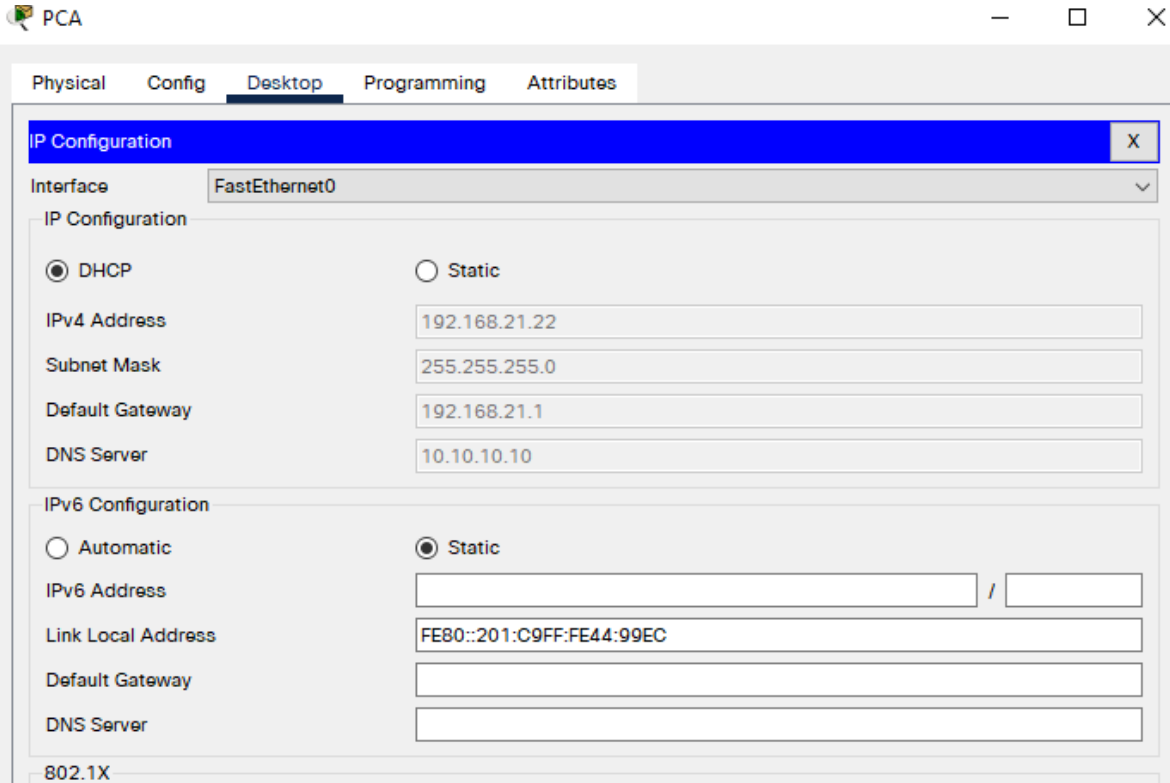 PCA
Physical Config Desktop Programming Attributes
IP Configuration X
Interface FastEthernet0
IP Configuration
DHCP Static
IPv4 Address 192.168.21.22
Subnet Mask 255.255.255.0
Default Gateway 192.168.21.1
DNS Server 10.10.10.10
IPv6 Configuration
Automatic Static
IPv6 Address /
Link Local Address FE80::201:C9FF:FE44:99EC
Default Gateway
DNS Server
802.1X